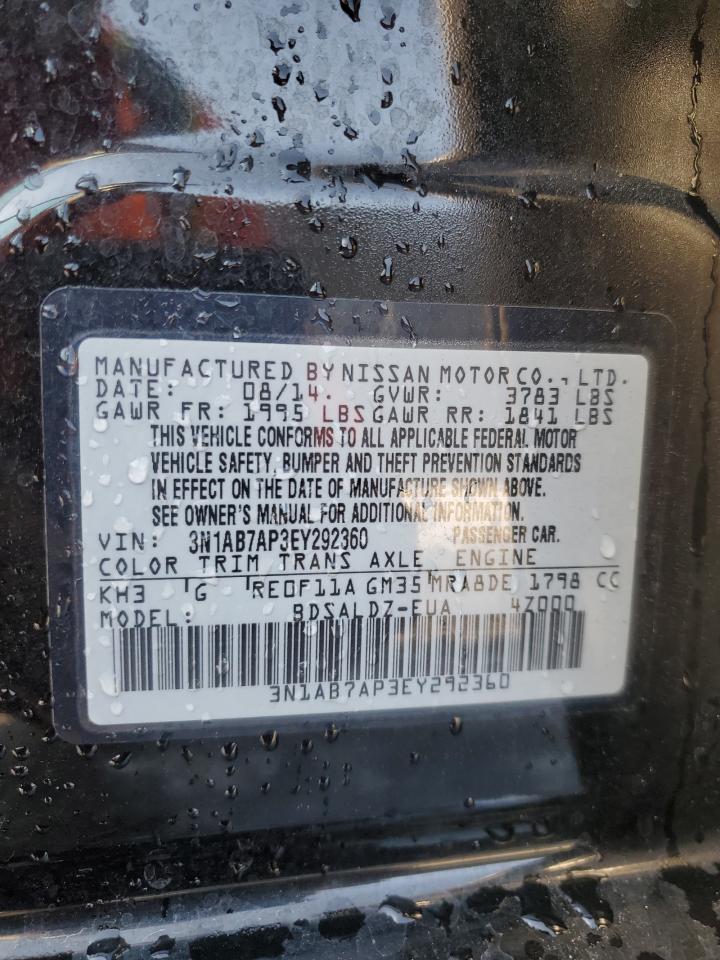 MANUFACTURED BY NISSAN MOTOR CO., LTD.
DATE: 08/14. GVWR: 3783 LBS
GAWR FR: 1995 LBS GAWR RR: 1841 LBS
THIS VEHICLE CONFORMS TO ALL APPLICABLE FEDERAL MOTOR
VEHICLE SAFETY, BUMPER AND THEFT PREVENTION STANDARDS
IN EFFECT ON THE DATE OF MANUFACTURE SHOWN ABOVE.
SEE OWNER'S MANUAL FOR ADDITIONAL INFORMATION.
VIN: 3N1AB7AP3EY292360 PASSENGER CAR.
COLOR TRIM TRANS AXLE ENGINE
KH3 G RE0F11A GM35 MRA8DE 1798 CC
MODEL: BDSALDZ-EUA 4Z000
3N1AB7AP3EY292360